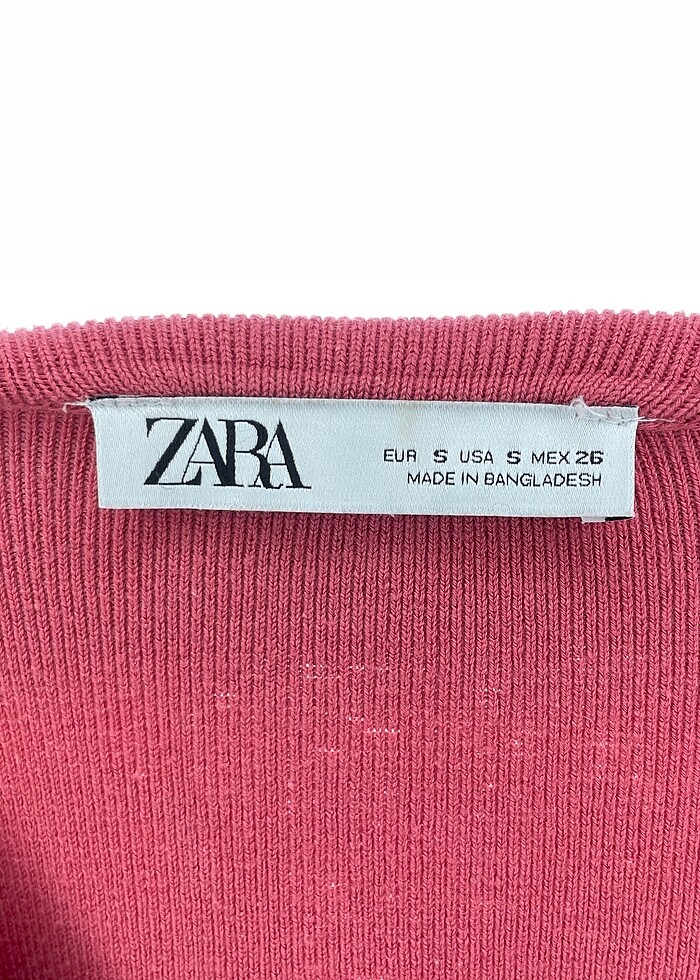 ZARA
EUR S USA S MEX 26
MADE IN BANGLADESH